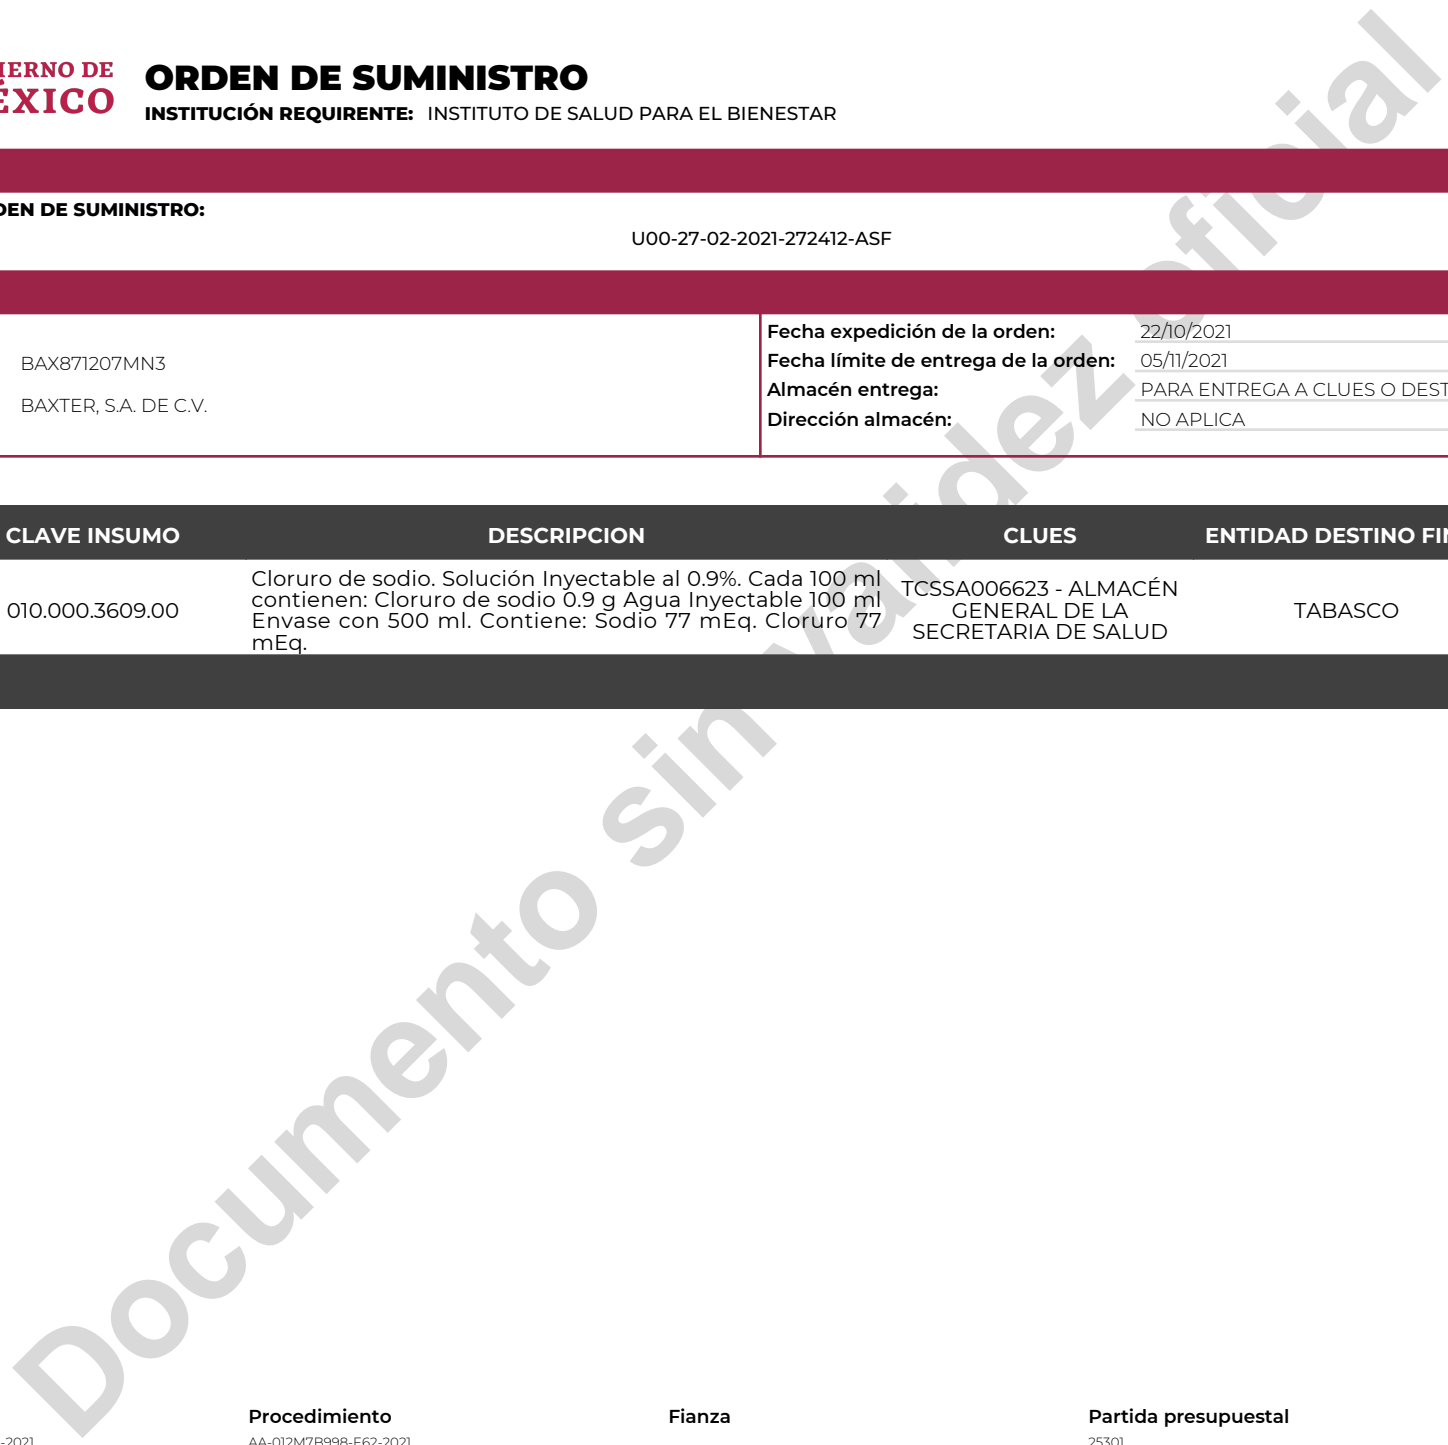 IERNO DE
ÉXICO
ORDEN DE SUMINISTRO
INSTITUCIÓN REQUIRENTE: INSTITUTO DE SALUD PARA EL BIENESTAR
DEN DE SUMINISTRO:
U00-27-02-2021-272412-ASF
BAX871207MN3
BAXTER, S.A. DE C.V.
Fecha expedición de la orden: 22/10/2021
Fecha límite de entrega de la orden: 05/11/2021
Almacén entrega: PARA ENTREGA A CLUES O DEST
Dirección almacén: NO APLICA
CLAVE INSUMO DESCRIPCION CLUES ENTIDAD DESTINO FIN
010.000.3609.00
Cloruro de sodio. Solución Inyectable al 0.9%. Cada 100 ml
contienen: Cloruro de sodio 0.9 g Agua Inyectable 100 ml
Envase con 500 ml. Contiene: Sodio 77 mEq. Cloruro 77
mEq.
TCSSA006623 - ALMACÉN
GENERAL DE LA
SECRETARIA DE SALUD
TABASCO
Documento sin validez oficial
Procedimiento Fianza Partida presupuestal
-2021 AA-012M7B998-E62-2021 25301